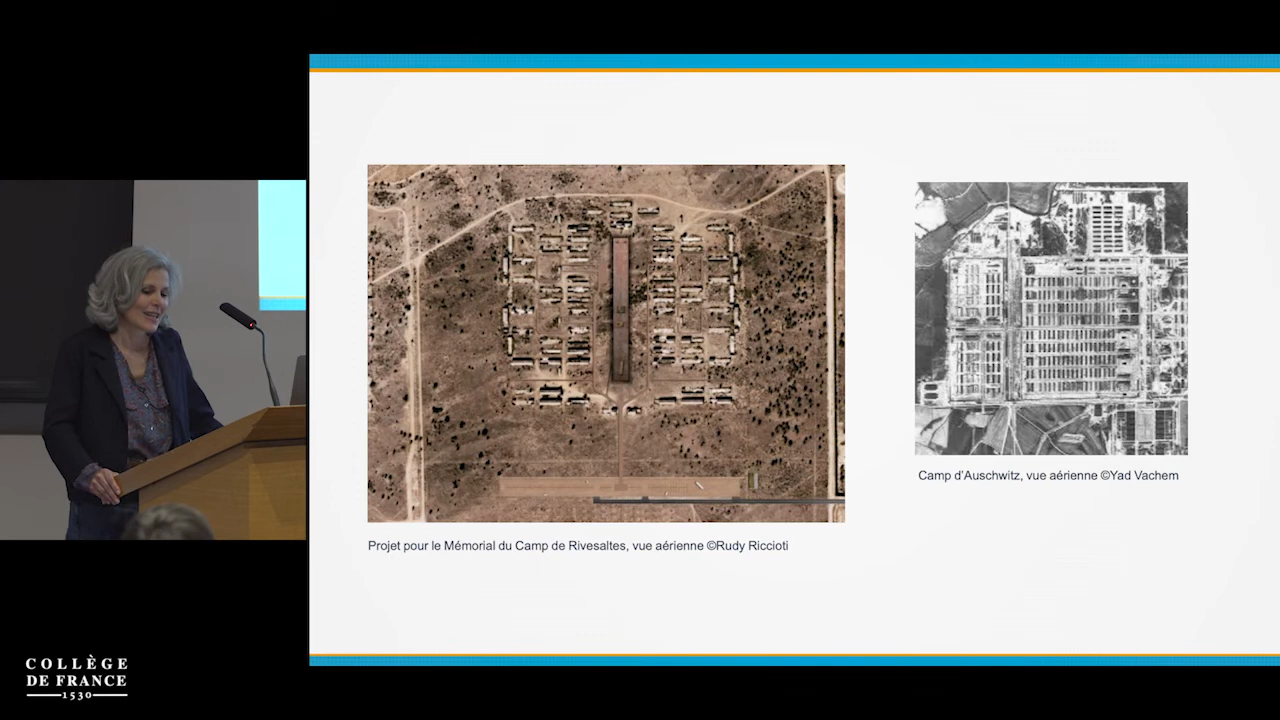 Camp d'Auschwitz, vue aérienne ©Yad Vachem
Projet pour le Mémorial du Camp de Rivesaltes, vue aérienne ©Rudy Riccioti
COLLÈGE
DE FRANCE
1530